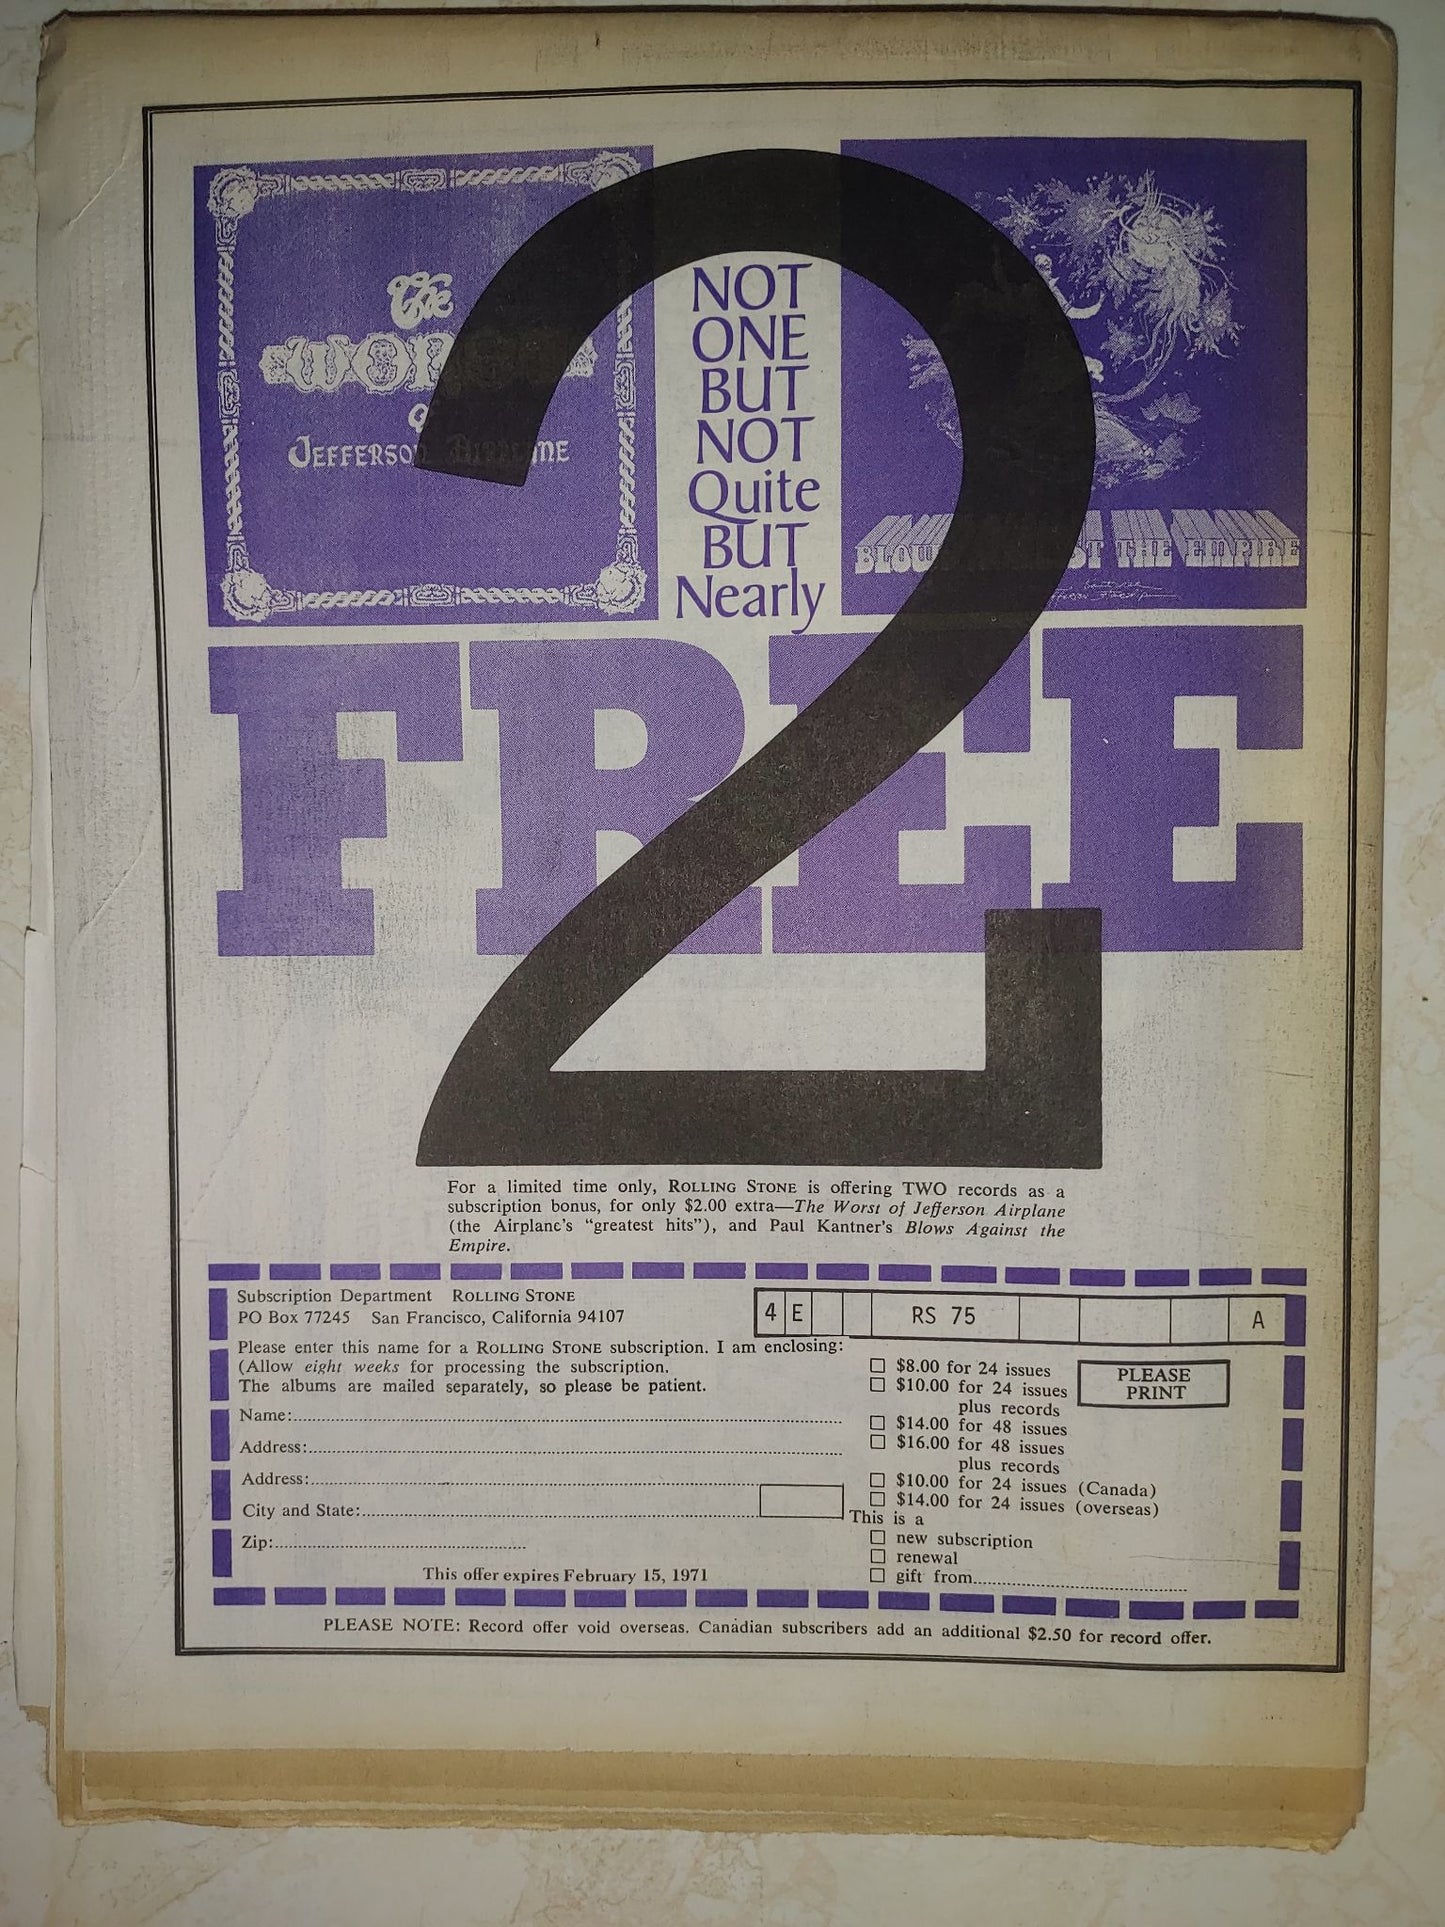 The
WOR
JEFFERSON AIRPLANE
NOT
ONE
BUT
NOT
Quite
BUT
Nearly
BLOW ST THE EMPIRE
2
FREE
For a limited time only, ROLLING STONE is offering TWO records as a
subscription bonus, for only $2.00 extra—The Worst of Jefferson Airplane
(the Airplane's "greatest hits"), and Paul Kantner's Blows Against the
Empire.
Subscription Department ROLLING STONE
PO Box 77245 San Francisco, California 94107
4 E RS 75 A
Please enter this name for a ROLLING STONE subscription. I am enclosing:
(Allow eight weeks for processing the subscription.
The albums are mailed separately, so please be patient.
Name:
Address:
Address:
City and State:
Zip:
This offer expires February 15, 1971
$8.00 for 24 issues
$10.00 for 24 issues
plus records
$14.00 for 48 issues
$16.00 for 48 issues
plus records
$10.00 for 24 issues (Canada)
$14.00 for 24 issues (overseas)
PLEASE
PRINT
This is a
new subscription
renewal
gift from
PLEASE NOTE: Record offer void overseas. Canadian subscribers add an additional $2.50 for record offer.